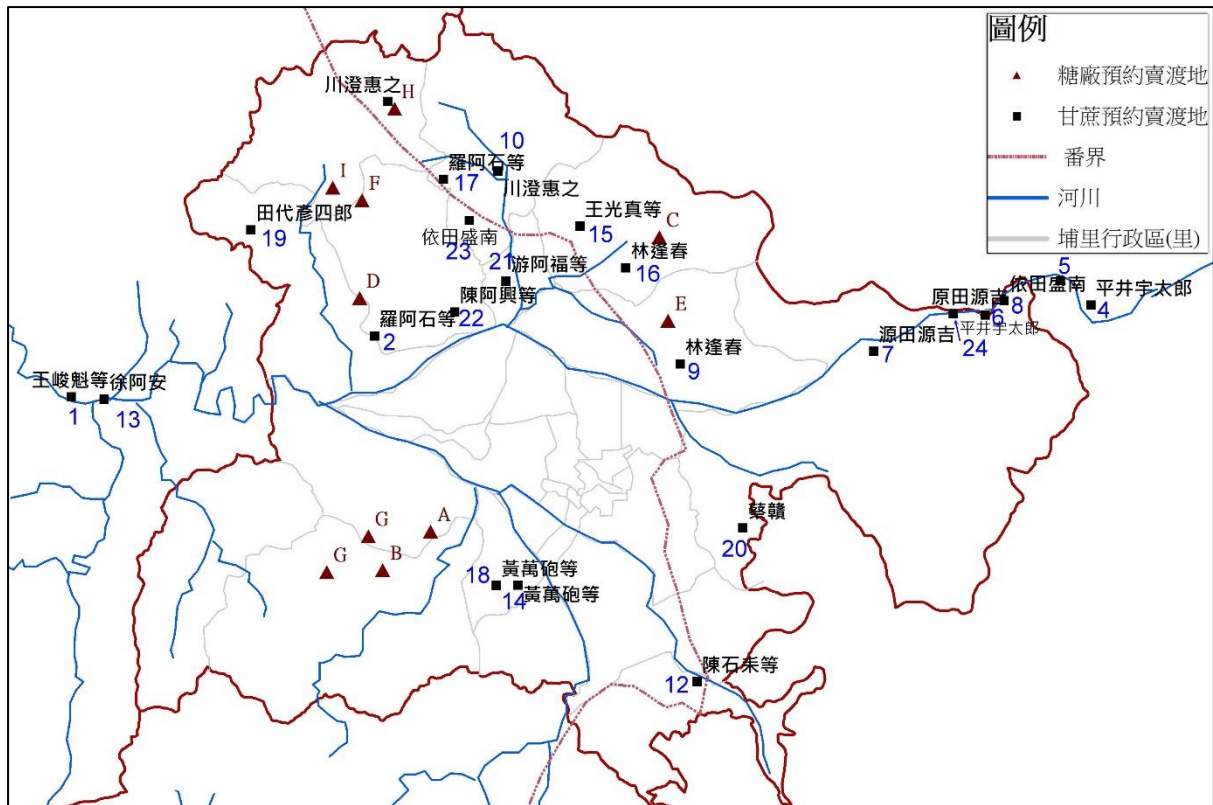 圖例
糖廠預約賣渡地
甘蔗預約賣渡地
番界
河川
埔里行政區(里)
川澄惠之
H
10
羅阿石等
17
川澄惠之
I
F
田代彥四郎
19
依田盛南
23
王光真等
15
C
林逢春
16
21
游阿福等
D
陳阿興等
22
羅阿石等
2
E
林逢春
9
5
依田盛南
8
平井宇太郎
4
原田源吉
6
平井宇太郎
24
源田源吉
7
王峻魁等
1
徐阿安
13
A
G
G
B
蔡贛
20
18
黃萬砲等
14
黃萬砲等
陳石耒等
12